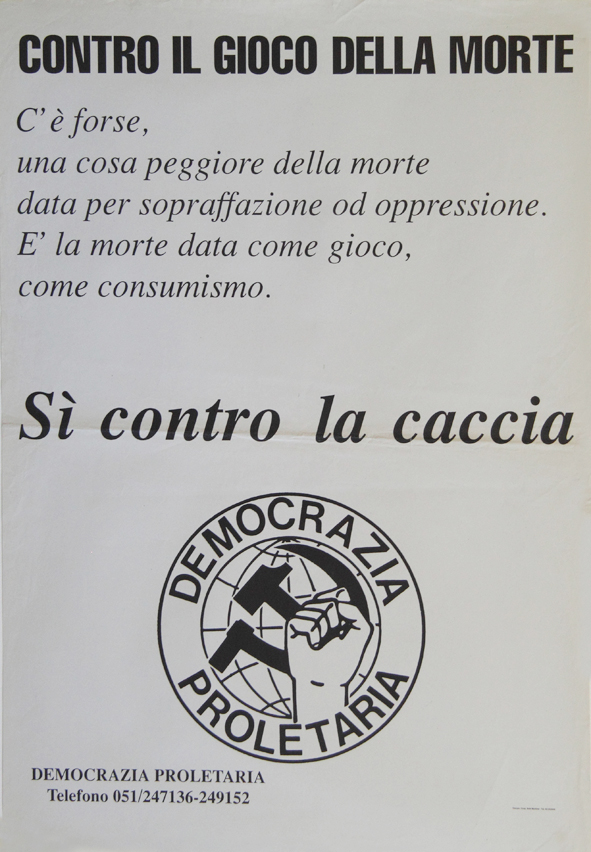 CONTRO IL GIOCO DELLA MORTE
C'è forse,
una cosa peggiore della morte
data per sopraffazione od oppressione.
E' la morte data come gioco,
come consumismo.
Sì contro la caccia
DEMOCRAZIA
PROLETARIA
DEMOCRAZIA PROLETARIA
Telefono 051/247136-249152